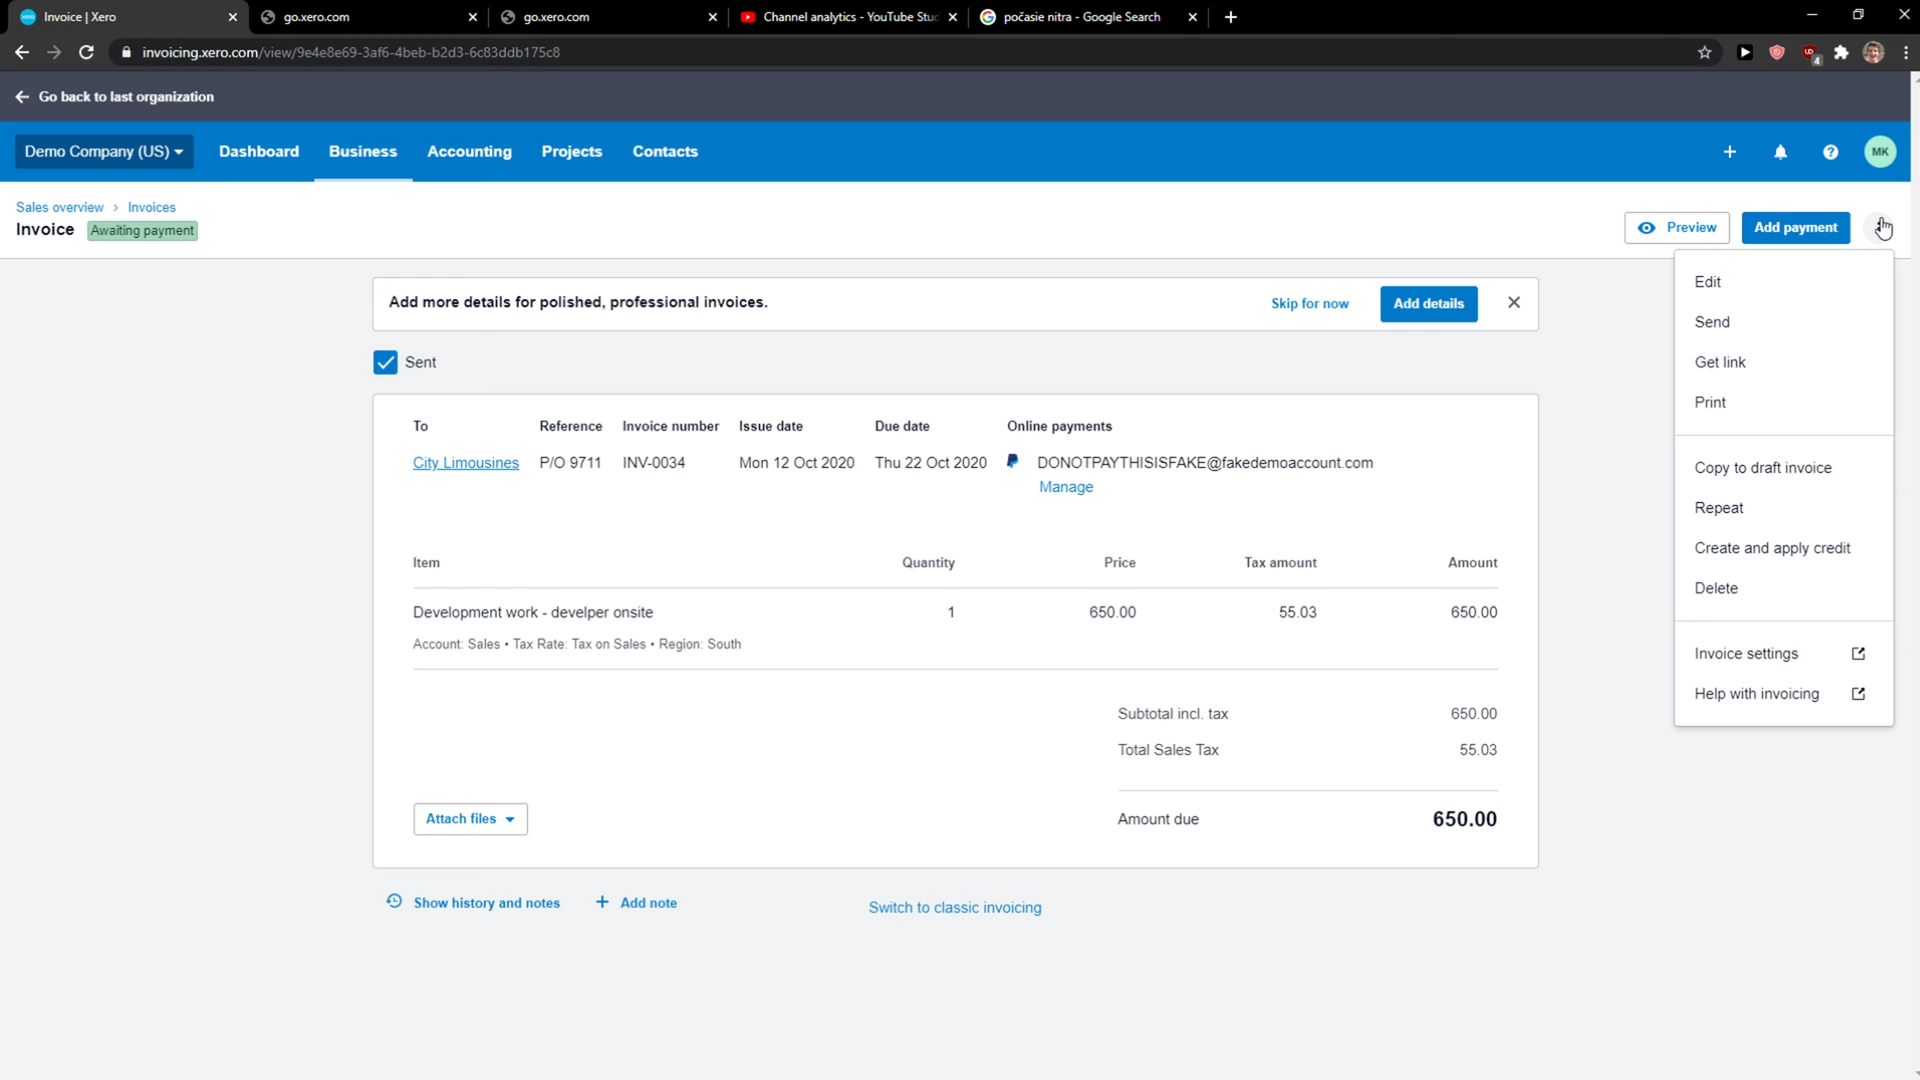 Invoice | Xero
go.xero.com
go.xero.com
Channel analytics - YouTube Stu
počasie nitra - Google Search
invoicing.xero.com/view/9e4e8e69-3af6-4beb-b2d3-6c83ddb175c8
4
Go back to last organization
Demo Company (US) Dashboard Business Accounting Projects Contacts
MK
Sales overview › Invoices
Invoice Awaiting payment
Preview Add payment
Add more details for polished, professional invoices. Skip for now Add details
Sent
To Reference Invoice number Issue date Due date Online payments
City Limousines P/O 9711 INV-0034 Mon 12 Oct 2020 Thu 22 Oct 2020 DONOTPAYTHISISFAKE@fakedemoaccount.com
Manage
Item Quantity Price Tax amount Amount
Development work - develper onsite 1 650.00 55.03 650.00
Account: Sales • Tax Rate: Tax on Sales • Region: South
Subtotal incl. tax 650.00
Total Sales Tax 55.03
Attach files
Amount due 650.00
Show history and notes + Add note Switch to classic invoicing
Edit
Send
Get link
Print
Copy to draft invoice
Repeat
Create and apply credit
Delete
Invoice settings
Help with invoicing